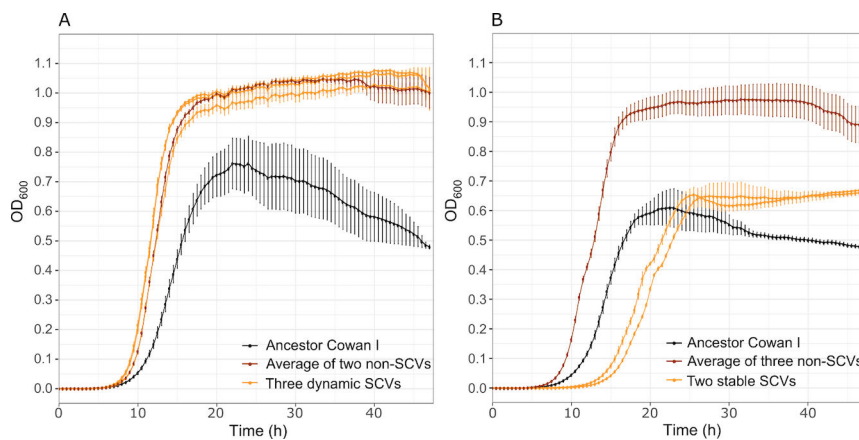 A
1.1
1.0
0.9
0.8
0.7
0.6
0.5
0.4
0.3
0.2
0.1
0.0
OD600
0 10 20 30 40
Time (h)
Ancestor Cowan I
Average of two non-SCVs
Three dynamic SCVs
B
1.1
1.0
0.9
0.8
0.7
0.6
0.5
0.4
0.3
0.2
0.1
0.0
OD600
0 10 20 30 40
Time (h)
Ancestor Cowan I
Average of three non-SCVs
Two stable SCVs